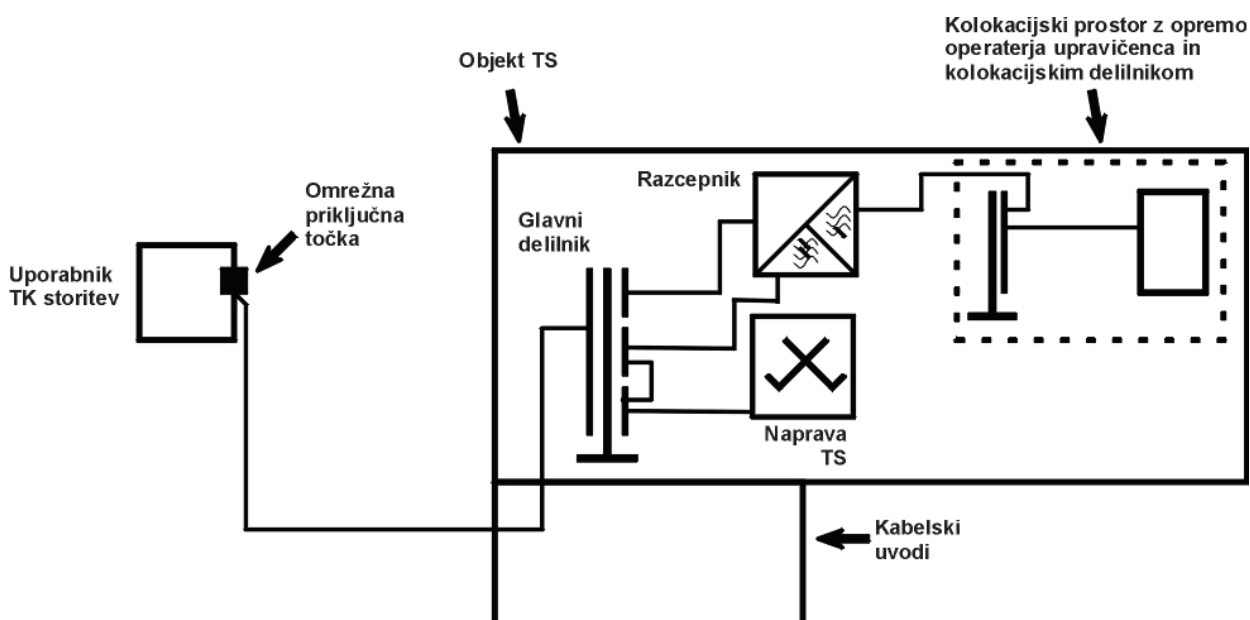 Kolokacijski prostor z opremo
operaterja upravičenca in
kolokacijskim delilnikom
Objekt TS
Razcepnik
Omrežna
priključna
točka
Glavni
delilnik
Uporabnik
TK storitev
Naprava
TS
Kabelski
uvodi